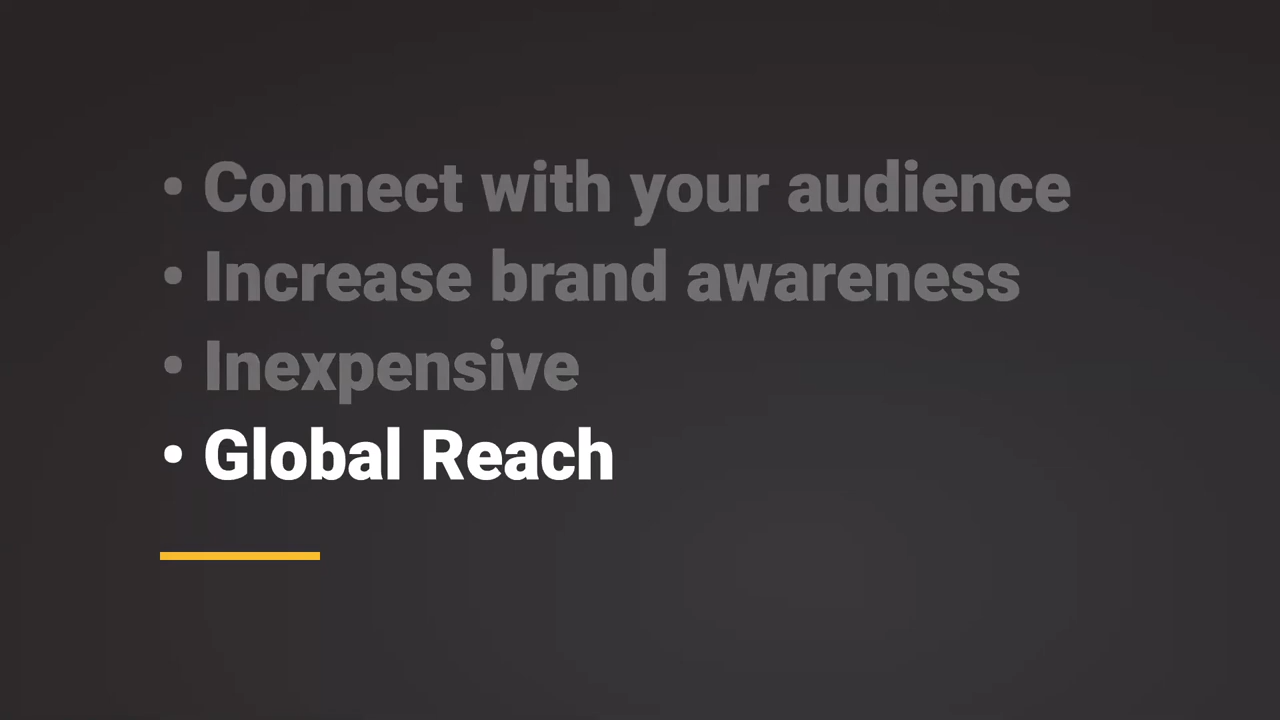 • Connect with your audience
• Increase brand awareness
• Inexpensive
• Global Reach